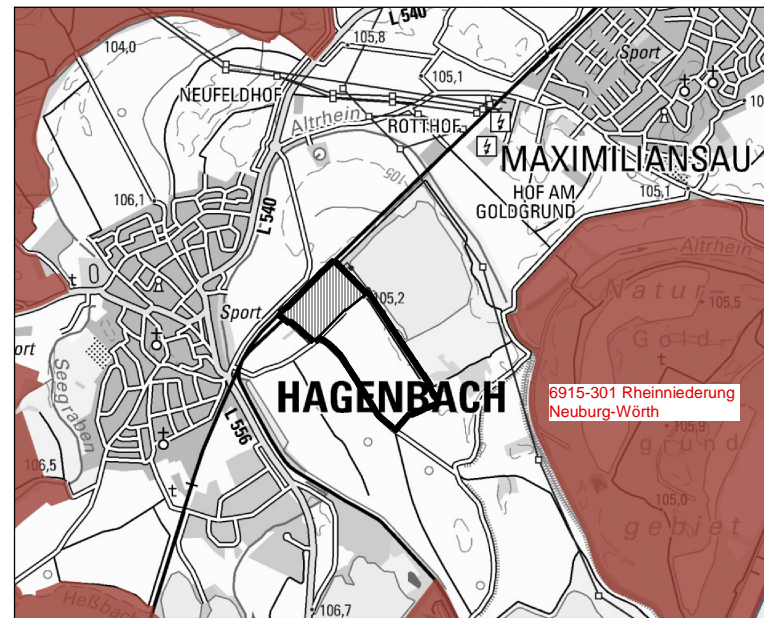 L 540
104,0
105,8
Sport
105,1
NEUFELDHOF
Altrhein
ROTTHOF
MAXIMILIANSAU
105
HOF AM
GOLDGRUND
105,1
106,1
L 540
Altrhein
Natur-
105,2
105,5
Sport
Gold-
HAGENBACH
6915-301 Rheinniederung
Neuburg-Wörth
105,9
grund
Seegraben
L 556
106,5
105,0
gebiet
Heßbach
106,7